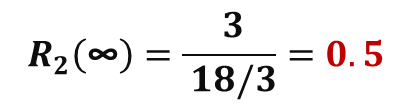 R₂(∞) = 3 / 18/3 = 0.5